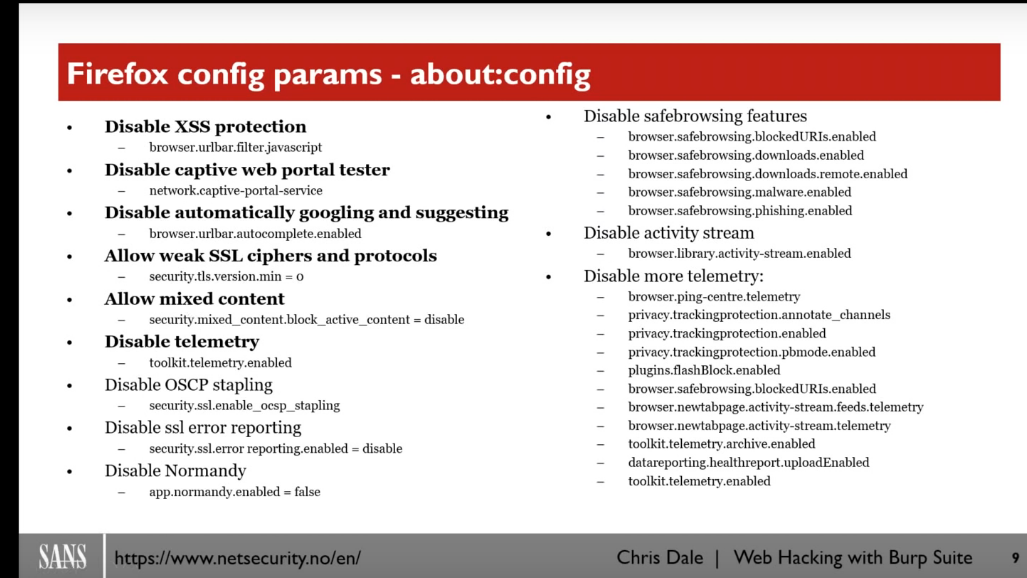 Firefox config params - about:config
• Disable XSS protection
– browser.urlbar.filter.javascript
• Disable captive web portal tester
– network.captive-portal-service
• Disable automatically googling and suggesting
– browser.urlbar.autocomplete.enabled
• Allow weak SSL ciphers and protocols
– security.tls.version.min = 0
• Allow mixed content
– security.mixed_content.block_active_content = disable
• Disable telemetry
– toolkit.telemetry.enabled
• Disable OSCP stapling
– security.ssl.enable_ocsp_stapling
• Disable ssl error reporting
– security.ssl.error reporting.enabled = disable
• Disable Normandy
– app.normandy.enabled = false
• Disable safebrowsing features
– browser.safebrowsing.blockedURIs.enabled
– browser.safebrowsing.downloads.enabled
– browser.safebrowsing.downloads.remote.enabled
– browser.safebrowsing.malware.enabled
– browser.safebrowsing.phishing.enabled
• Disable activity stream
– browser.library.activity-stream.enabled
• Disable more telemetry:
– browser.ping-centre.telemetry
– privacy.trackingprotection.annotate_channels
– privacy.trackingprotection.enabled
– privacy.trackingprotection.pbmode.enabled
– plugins.flashBlock.enabled
– browser.safebrowsing.blockedURIs.enabled
– browser.newtabpage.activity-stream.feeds.telemetry
– browser.newtabpage.activity-stream.telemetry
– toolkit.telemetry.archive.enabled
– datareporting.healthreport.uploadEnabled
– toolkit.telemetry.enabled
SANS https://www.netsecurity.no/en/ Chris Dale | Web Hacking with Burp Suite 9